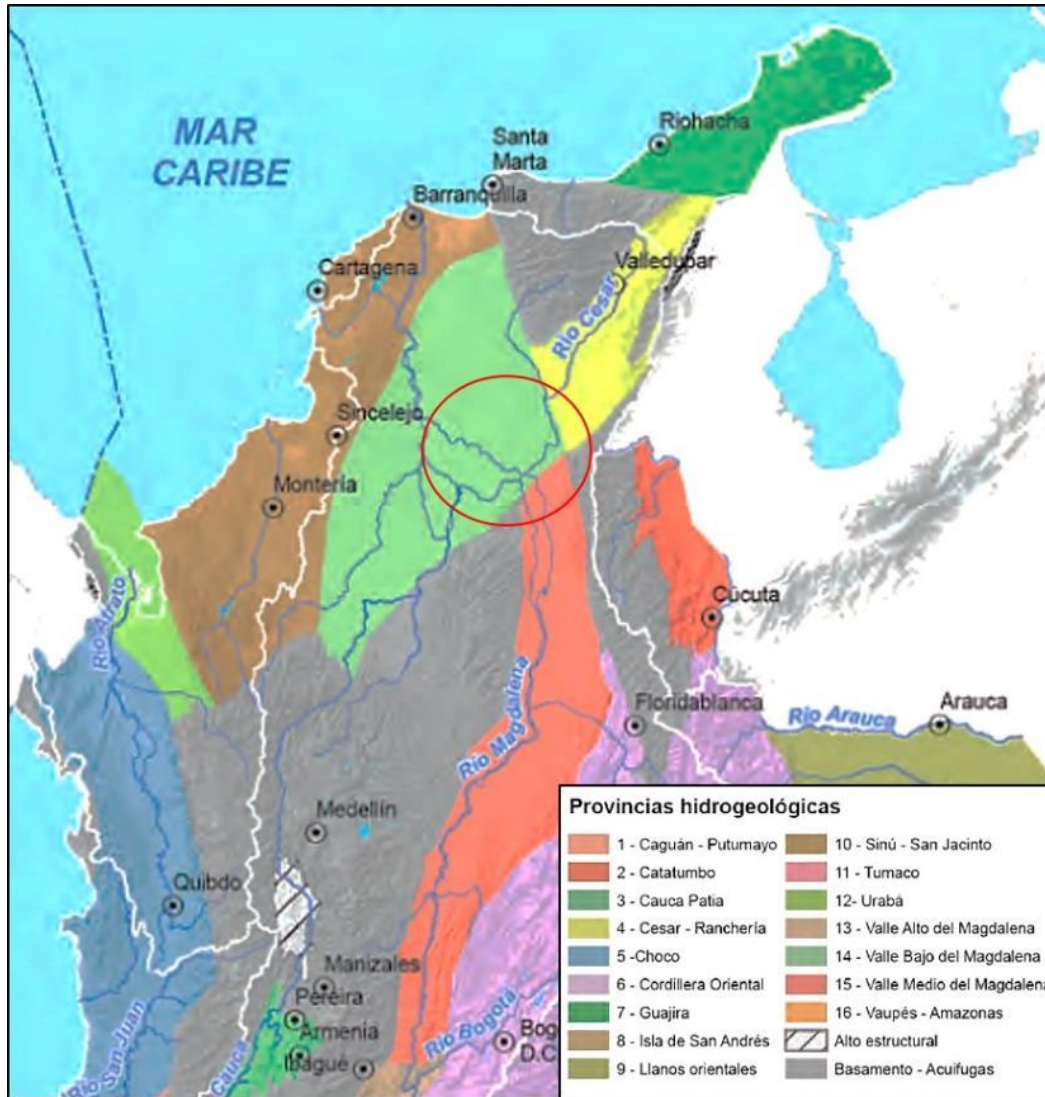 MAR
CARIBE
Riohacha
Santa
Marta
Barranquilla
Cartagena
Valledupar
Río Cesar
Sincelejo
Montería
Río Atrato
Cúcuta
Floridablanca
Río Arauca
Arauca
Río Magdalena
Medellín
Quibdo
Manizales
Pereira
Armenia
Ibagué
Río San Juan
Cauca
Río Bogotá
Bog
D.C
Provincias hidrogeológicas
1 - Caguán - Putumayo
2 - Catatumbo
3 - Cauca Patia
4 - Cesar - Ranchería
5 -Choco
6 - Cordillera Oriental
7 - Guajira
8 - Isla de San Andrés
9 - Llanos orientales
10 - Sinú - San Jacinto
11 - Tumaco
12- Urabá
13 - Valle Alto del Magdalena
14 - Valle Bajo del Magdalena
15 - Valle Medio del Magdalena
16 - Vaupés - Amazonas
Alto estructural
Basamento - Acuifugas